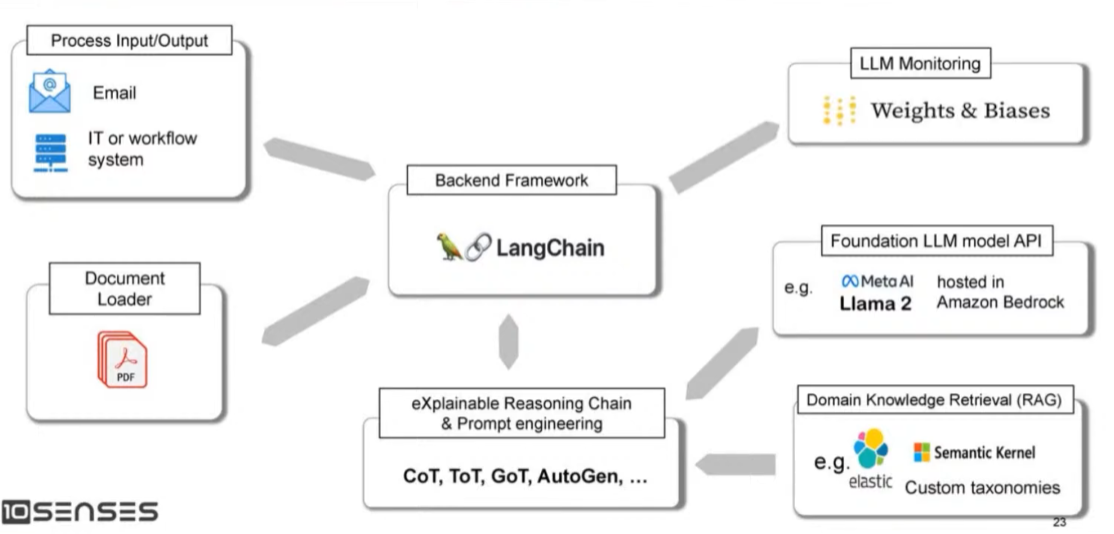 Process Input/Output
Email
IT or workflow
system
Document
Loader
PDF
Backend Framework
LangChain
eXplainable Reasoning Chain
& Prompt engineering
CoT, ToT, GoT, AutoGen, ...
LLM Monitoring
Weights & Biases
Foundation LLM model API
e.g. Meta AI hosted in
Llama 2 Amazon Bedrock
Domain Knowledge Retrieval (RAG)
e.g. elastic Semantic Kernel
Custom taxonomies
10SENSES
23